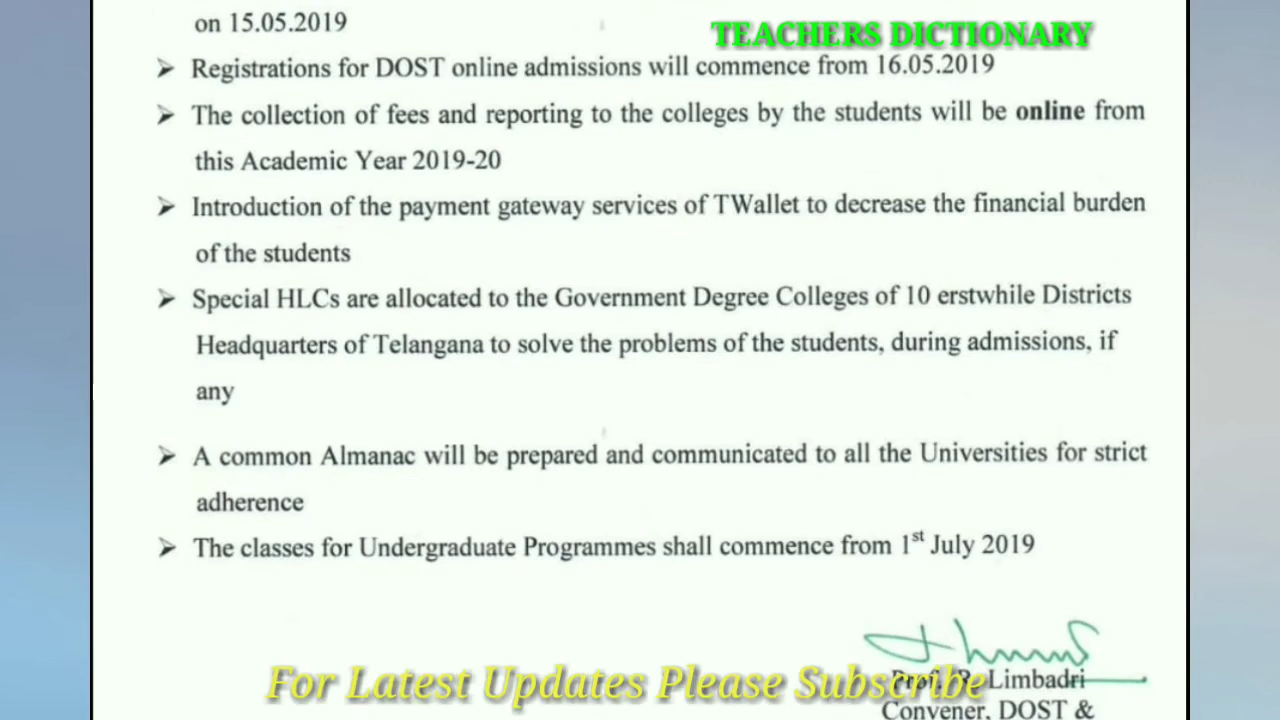 on 15.05.2019
TEACHERS DICTIONARY
➢ Registrations for DOST online admissions will commence from 16.05.2019
➢ The collection of fees and reporting to the colleges by the students will be online from
this Academic Year 2019-20
➢ Introduction of the payment gateway services of TWallet to decrease the financial burden
of the students
➢ Special HLCs are allocated to the Government Degree Colleges of 10 erstwhile Districts
Headquarters of Telangana to solve the problems of the students, during admissions, if
any
➢ A common Almanac will be prepared and communicated to all the Universities for strict
adherence
➢ The classes for Undergraduate Programmes shall commence from 1st July 2019
For Latest Updates Please Subscribe
Prof. R. Limbadri
Convener, DOST &